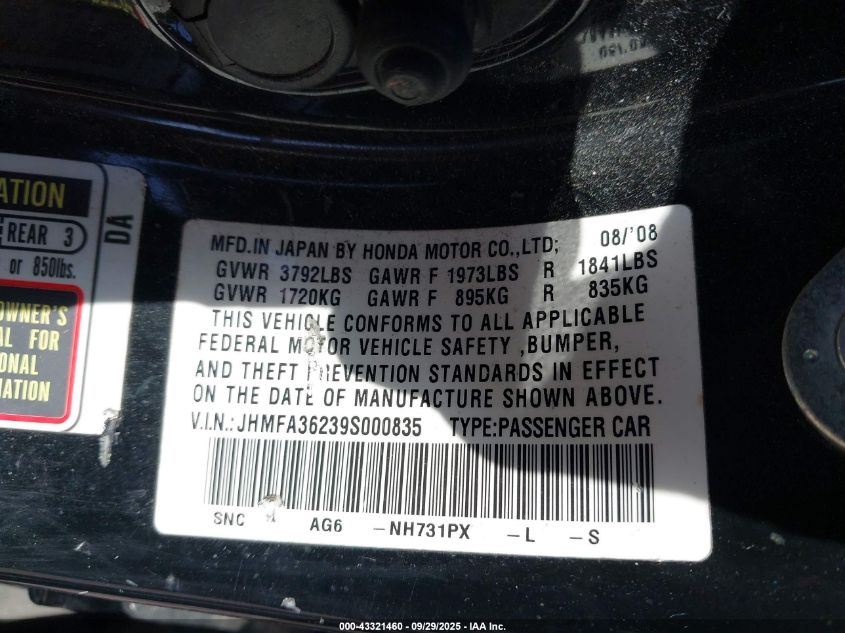 ATION
REAR 3
or 850lbs.
OWNER'S
AL FOR
ONAL
MATION
DA
MFD.IN JAPAN BY HONDA MOTOR CO.,LTD; 08/'08
GVWR 3792LBS GAWR F 1973LBS R 1841LBS
GVWR 1720KG GAWR F 895KG R 835KG
THIS VEHICLE CONFORMS TO ALL APPLICABLE
FEDERAL MOTOR VEHICLE SAFETY ,BUMPER,
AND THEFT PREVENTION STANDARDS IN EFFECT
ON THE DATE OF MANUFACTURE SHOWN ABOVE.
V.I.N.: JHMFA36239S000835 TYPE:PASSENGER CAR
SNC AG6 -NH731PX -L -S
000-43321460 - 09/29/2025 - IAA Inc.